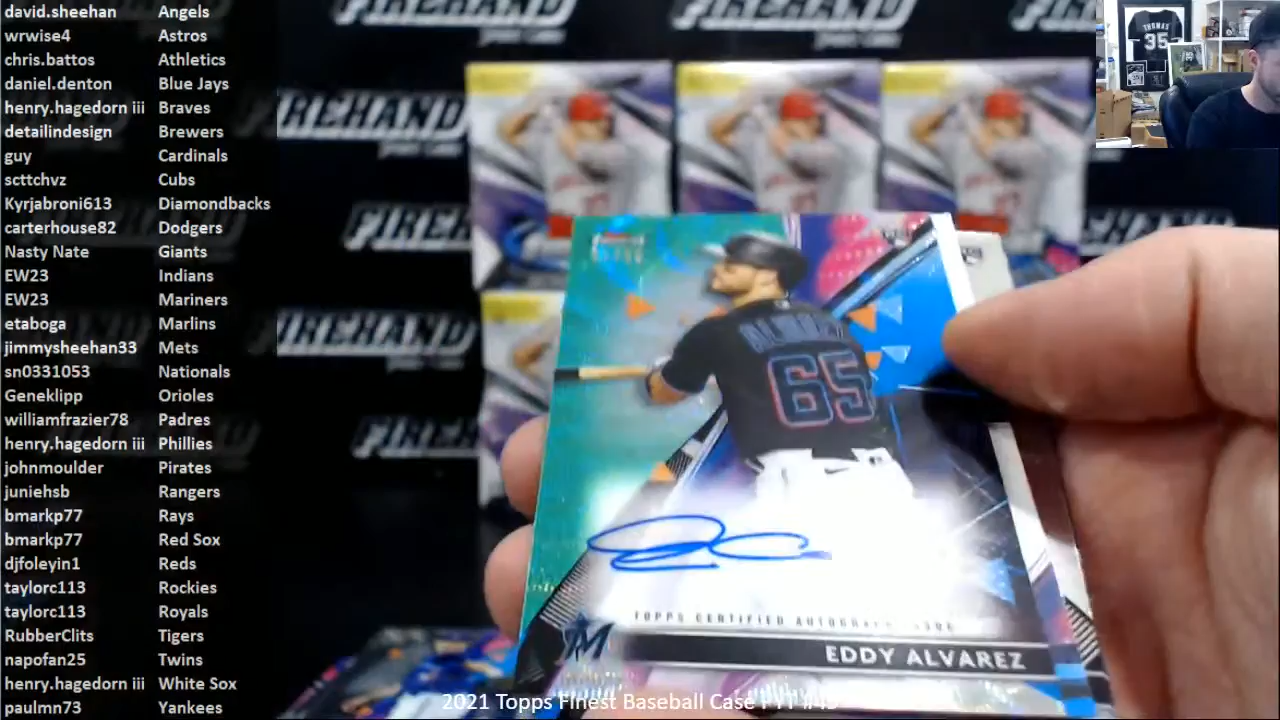 david.sheehan Angels
wrwise4 Astros
chris.battos Athletics
daniel.denton Blue Jays
henry.hagedorn iii Braves
detailindesign Brewers
guy Cardinals
scttchvz Cubs
Kyrjabroni613 Diamondbacks
carterhouse82 Dodgers
Nasty Nate Giants
EW23 Indians
EW23 Mariners
etaboga Marlins
jimmysheehan33 Mets
sn0331053 Nationals
Geneklipp Orioles
williamfrazier78 Padres
henry.hagedorn iii Phillies
johnmoulder Pirates
juniehsb Rangers
bmarkp77 Rays
bmarkp77 Red Sox
djfoleyin1 Reds
taylorc113 Rockies
taylorc113 Royals
RubberClits Tigers
napofan25 Twins
henry.hagedorn iii White Sox
paulmn73 Yankees
FIREHAND
FIREHAND
FIREHAND
THOMAS
35
ALVAREZ
65
TOPPS CERTIFIED AUTOGRAPH ISSUE
M
EDDY ALVAREZ
2021 Topps Finest Baseball Case PYT #45